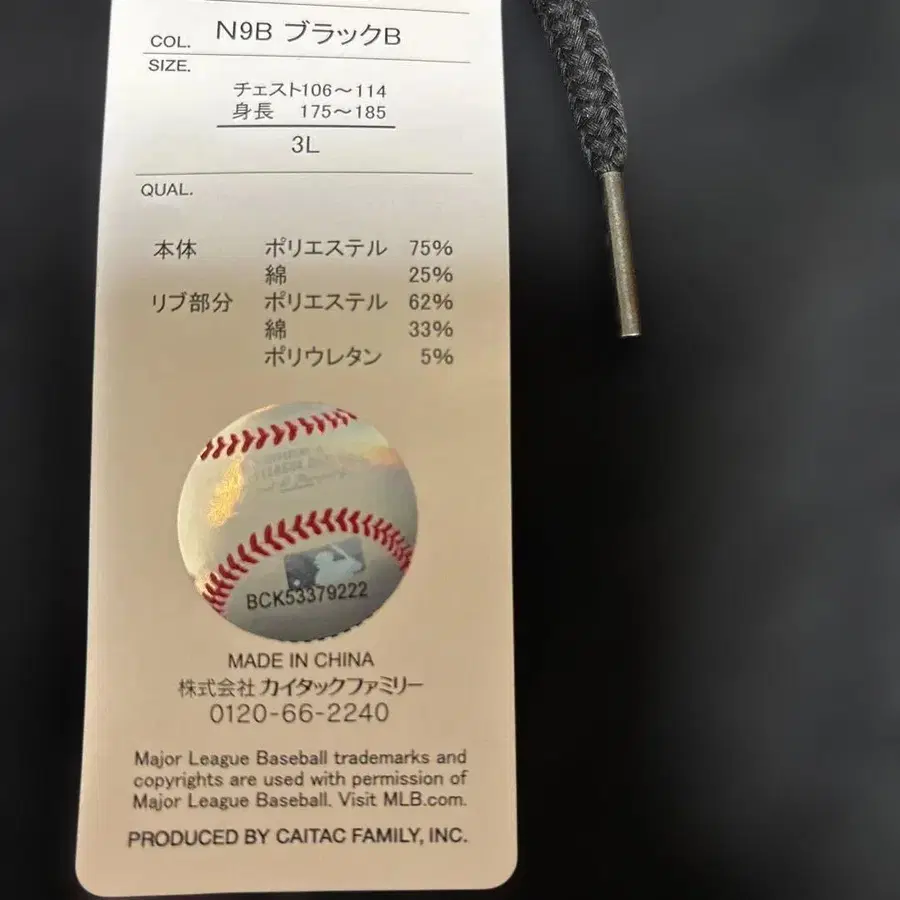 COL. N9B ブラックB
SIZE.
チェスト106～114
身長 175～185
3L
QUAL.
本体 ポリエステル 75%
綿 25%
リブ部分 ポリエステル 62%
綿 33%
ポリウレタン 5%
BCK53379222
MADE IN CHINA
株式会社 カイタックファミリー
0120-66-2240
Major League Baseball trademarks and
copyrights are used with permission of
Major League Baseball. Visit MLB.com.
PRODUCED BY CAITAC FAMILY, INC.